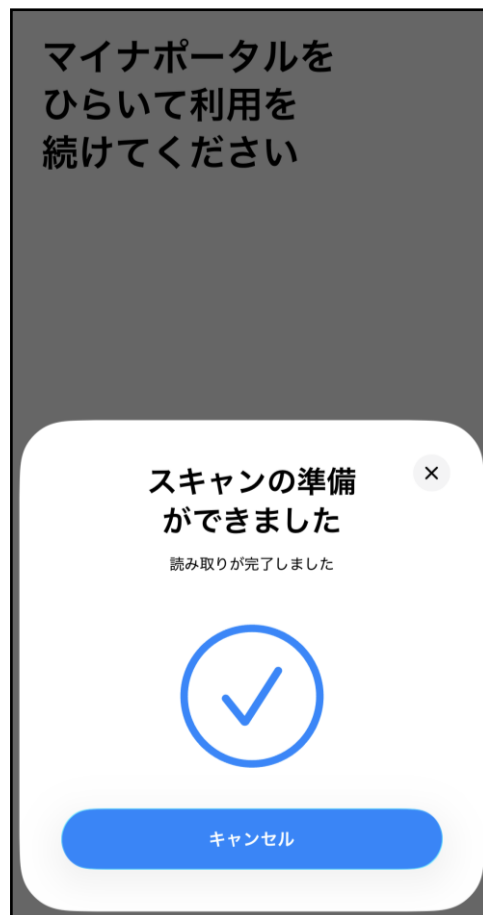 マイナポータルを
ひらいて利用を
続けてください
スキャンの準備
ができました
読み取りが完了しました
キャンセル